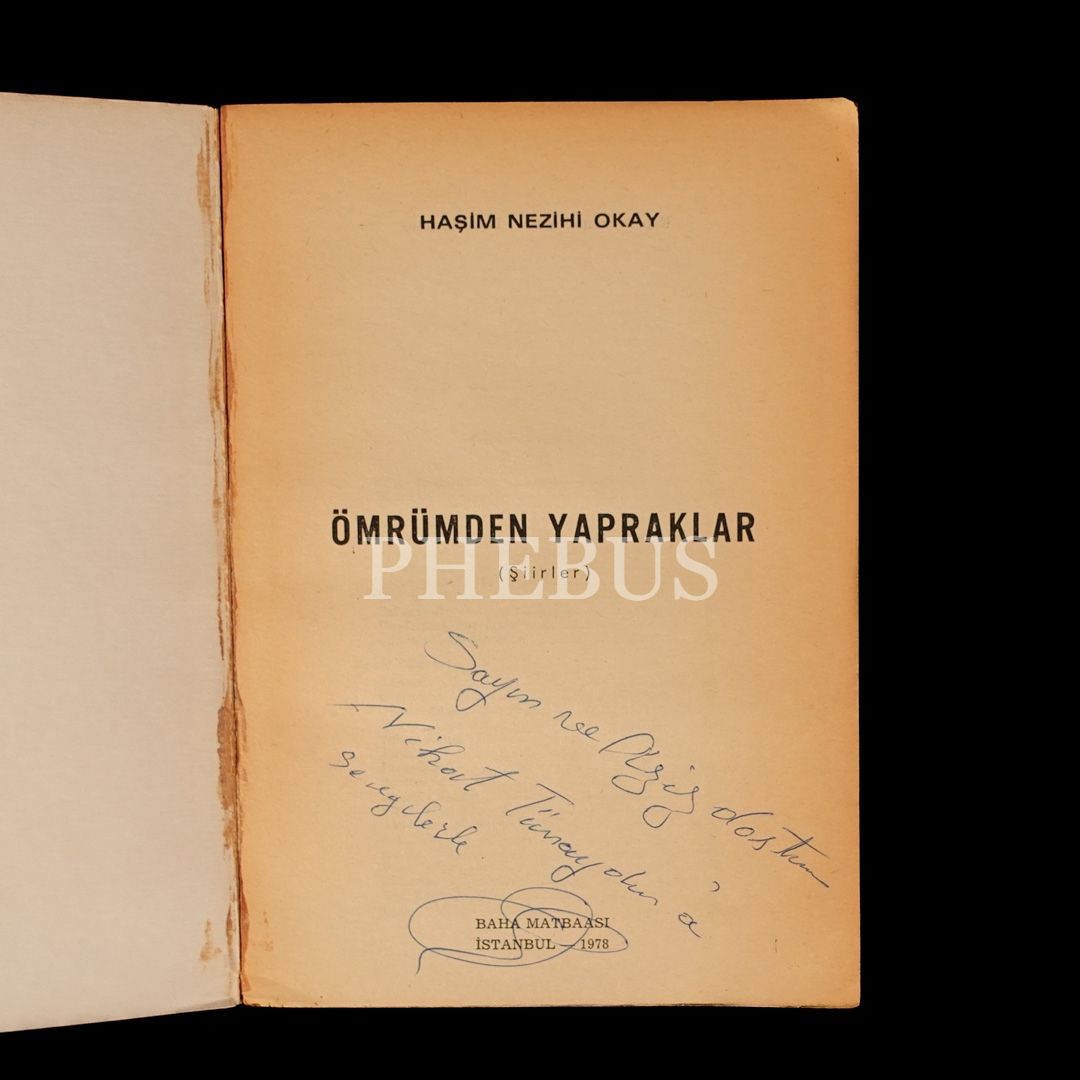 HAŞİM NEZİHİ OKAY
ÖMRÜMDEN YAPRAKLAR
PHEBUS
(Şiirler)
Sayın ve Aziz dostum
Nihat Tünaydın'a
sevgilerle
BAHA MATBAASI
İSTANBUL — 1978